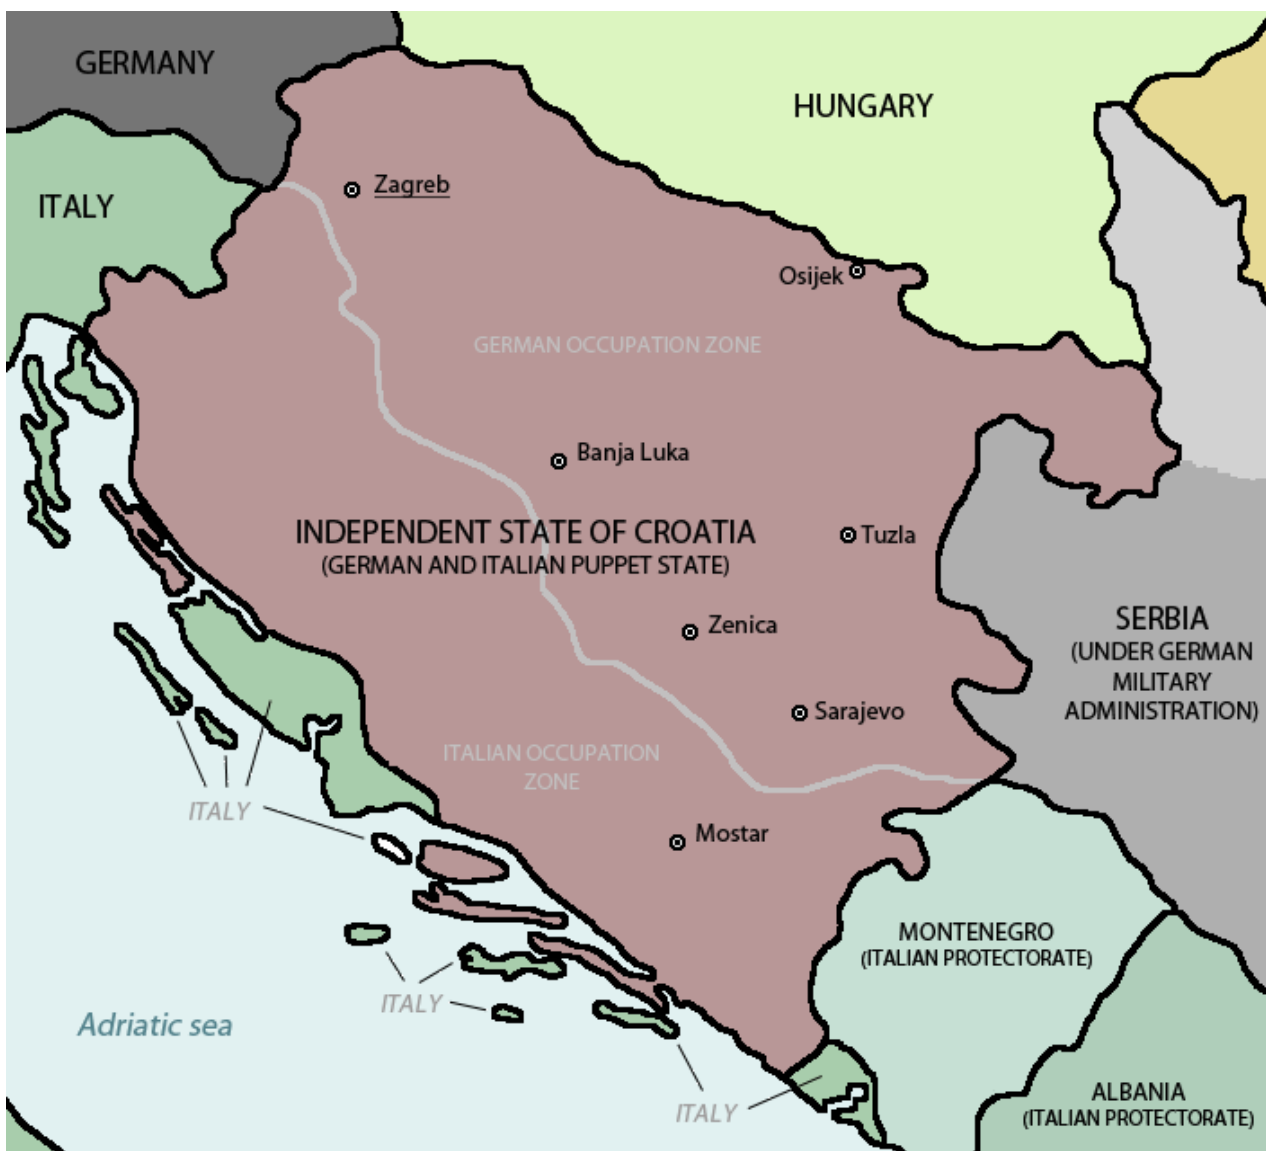 GERMANY
HUNGARY
Zagreb
ITALY
Osijek
GERMAN OCCUPATION ZONE
Banja Luka
INDEPENDENT STATE OF CROATIA
(GERMAN AND ITALIAN PUPPET STATE)
Tuzla
SERBIA
(UNDER GERMAN
MILITARY
ADMINISTRATION)
Zenica
Sarajevo
ITALIAN OCCUPATION
ZONE
ITALY
Mostar
MONTENEGRO
(ITALIAN PROTECTORATE)
ITALY
Adriatic sea
ALBANIA
(ITALIAN PROTECTORATE)
ITALY